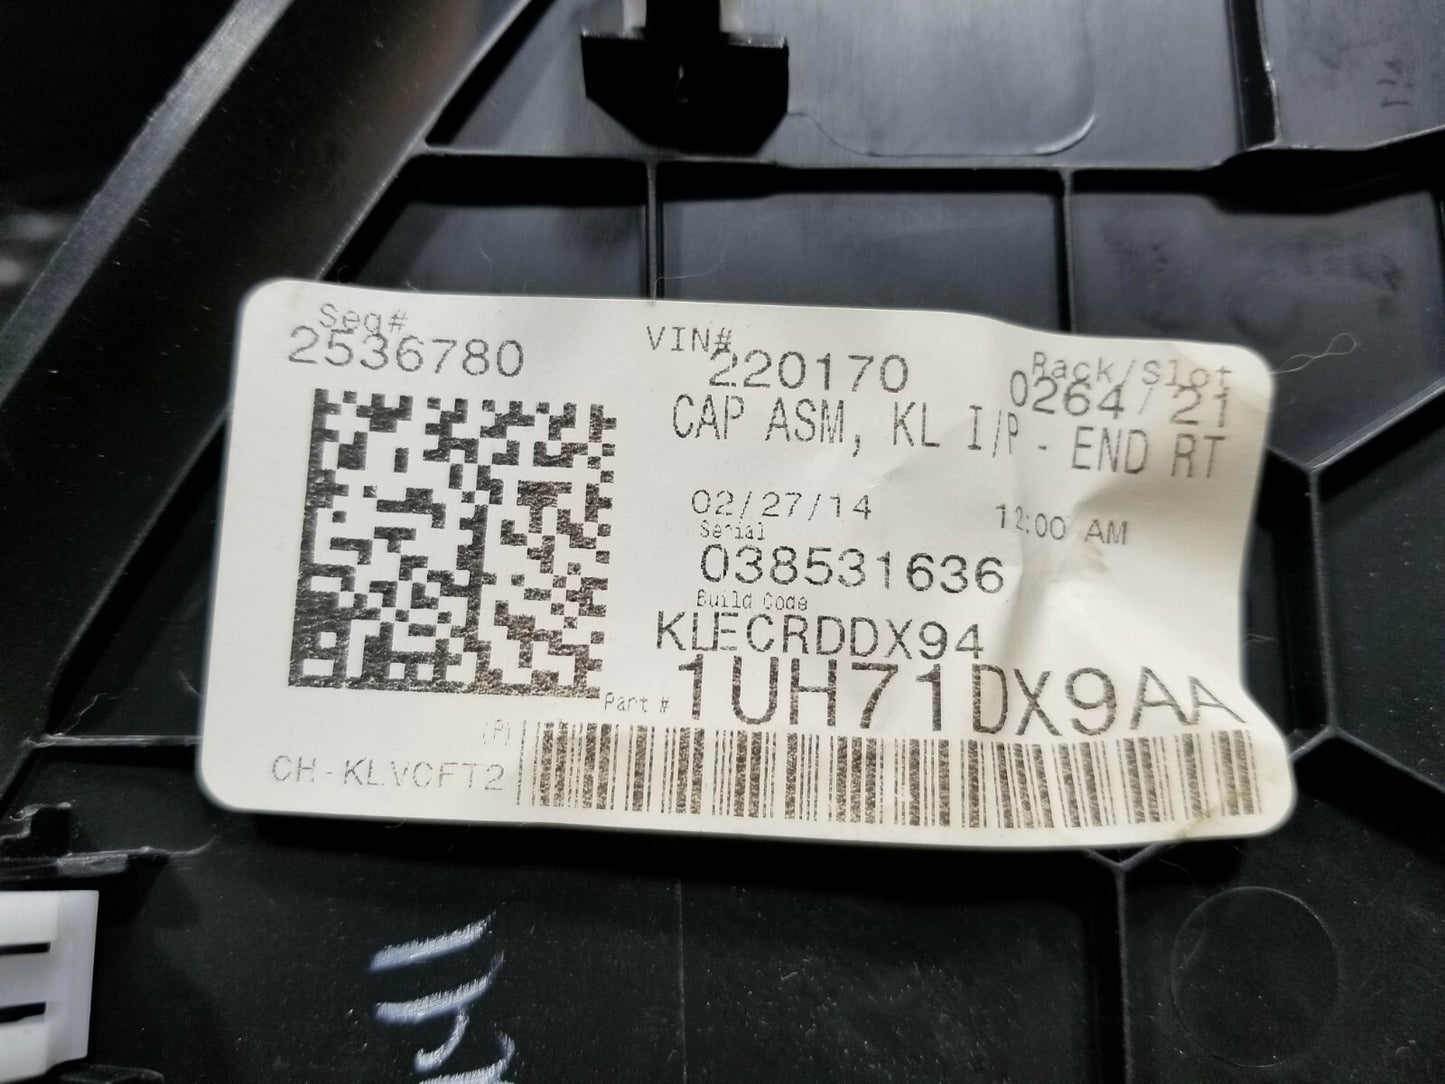 Seq#
2536780
VIN#
220170
Rack/Slot
0264/21
CAP ASM, KL I/P - END RT
02/27/14 12:00 AM
Serial
038531636
Build Code
KLECRDDX94
Part # 1UH71DX9AA
(P)
CH-KLVCFT2